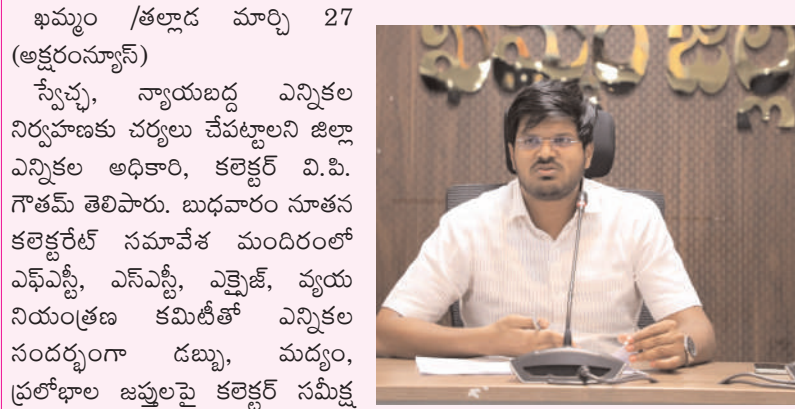 ఖమ్మం /తల్లాడ మార్చి 27
(అక్షరంన్యూస్)
స్వేచ్ఛ, న్యాయబద్ద ఎన్నికల
నిర్వహణకు చర్యలు చేపట్టాలని జిల్లా
ఎన్నికల అధికారి, కలెక్టర్ వి.పి.
గౌతమ్ తెలిపారు. బుధవారం నూతన
కలెక్టరేట్ సమావేశ మందిరంలో
ఎఫ్ఎస్టీ, ఎస్ఎస్టీ, ఎక్సైజ్, వ్యయ
నియంత్రణ కమిటీతో ఎన్నికల
సందర్భంగా డబ్బు, మద్యం,
ప్రలోభాల జప్తులపై కలెక్టర్ సమీక్ష